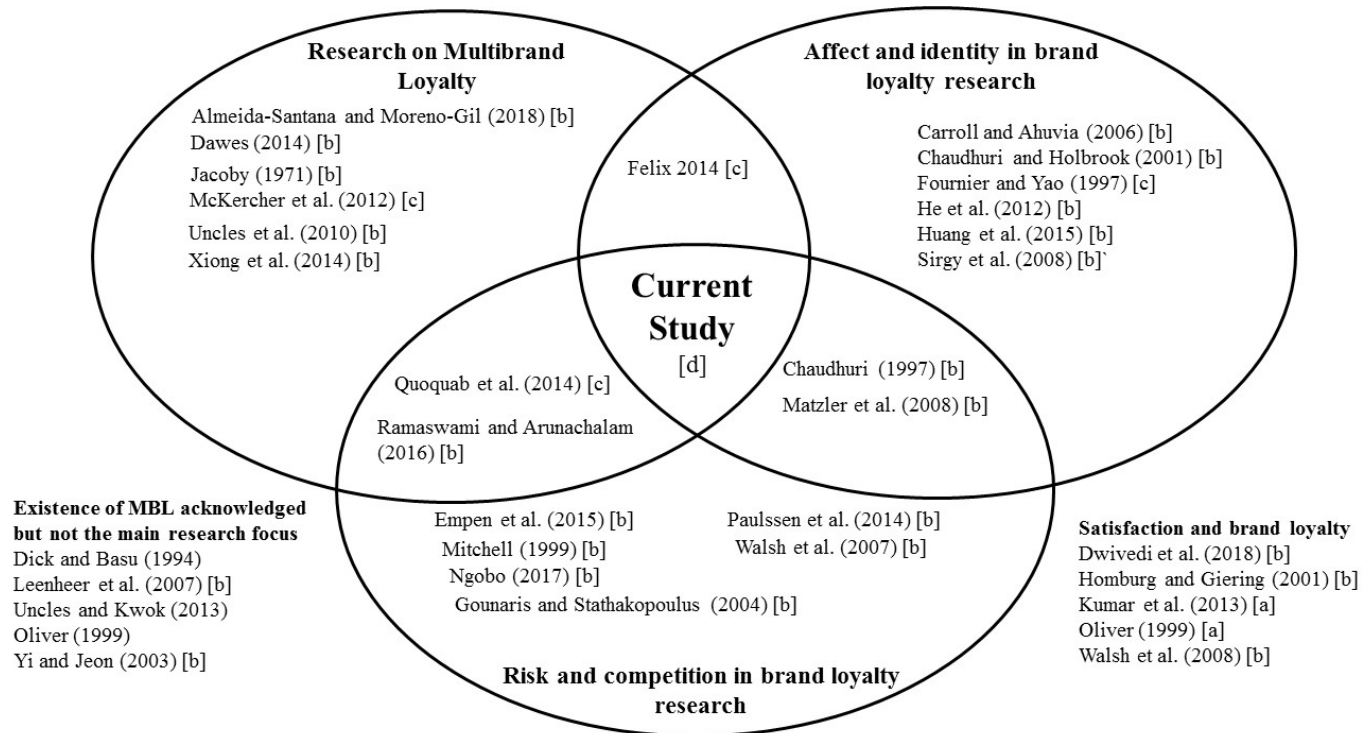 Research on Multibrand
Loyalty
Almeida-Santana and Moreno-Gil (2018) [b]
Dawes (2014) [b]
Jacoby (1971) [b]
McKercher et al. (2012) [c]
Uncles et al. (2010) [b]
Xiong et al. (2014) [b]
Felix 2014 [c]
Affect and identity in brand
loyalty research
Carroll and Ahuvia (2006) [b]
Chaudhuri and Holbrook (2001) [b]
Fournier and Yao (1997) [c]
He et al. (2012) [b]
Huang et al. (2015) [b]
Sirgy et al. (2008) [b]`
Current
Study
[d]
Quoquab et al. (2014) [c]
Ramaswami and Arunachalam
(2016) [b]
Chaudhuri (1997) [b]
Matzler et al. (2008) [b]
Existence of MBL acknowledged
but not the main research focus
Dick and Basu (1994)
Leenheer et al. (2007) [b]
Uncles and Kwok (2013)
Oliver (1999)
Yi and Jeon (2003) [b]
Empen et al. (2015) [b]
Mitchell (1999) [b]
Ngobo (2017) [b]
Gounaris and Stathakopoulus (2004) [b]
Paulssen et al. (2014) [b]
Walsh et al. (2007) [b]
Risk and competition in brand loyalty
research
Satisfaction and brand loyalty
Dwivedi et al. (2018) [b]
Homburg and Giering (2001) [b]
Kumar et al. (2013) [a]
Oliver (1999) [a]
Walsh et al. (2008) [b]